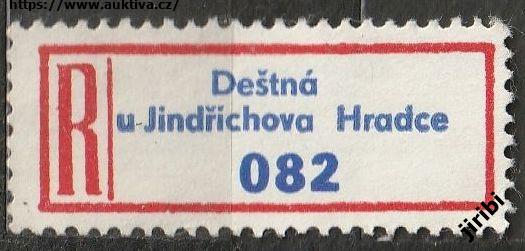 https://www.auktiva.cz/
Deštná
R u Jindřichova Hradce
082
jiribi